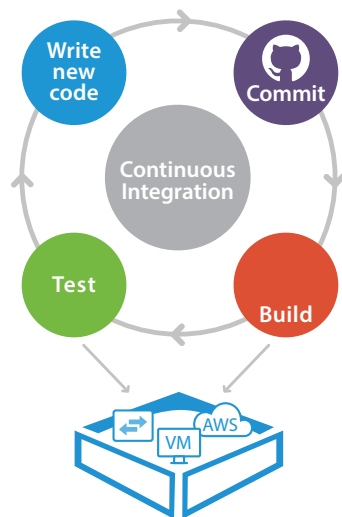 Write
new
code
Commit
Continuous
Integration
Test
Build
AWS
VM